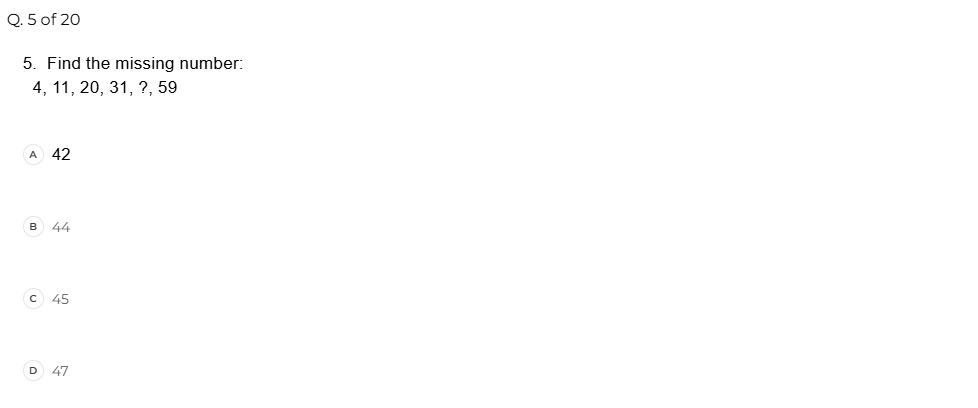 Q. 5 of 20
5. Find the missing number:
4, 11, 20, 31, ?, 59
A 42
B 44
C 45
D 47